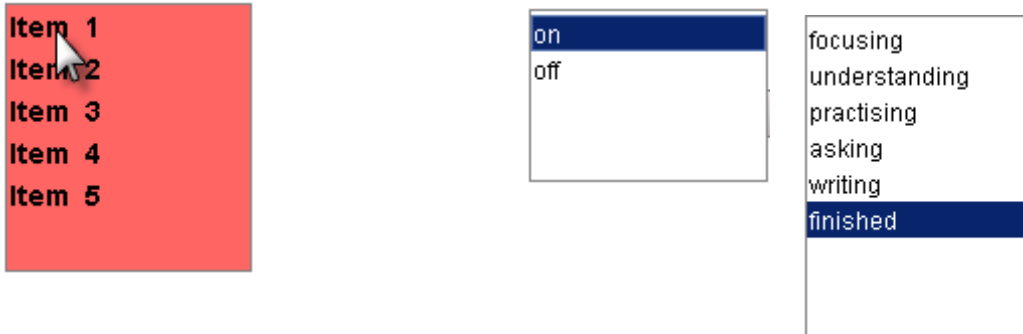 Item 1
Item 2
Item 3
Item 4
Item 5
on
off
focusing
understanding
practising
asking
writing
finished